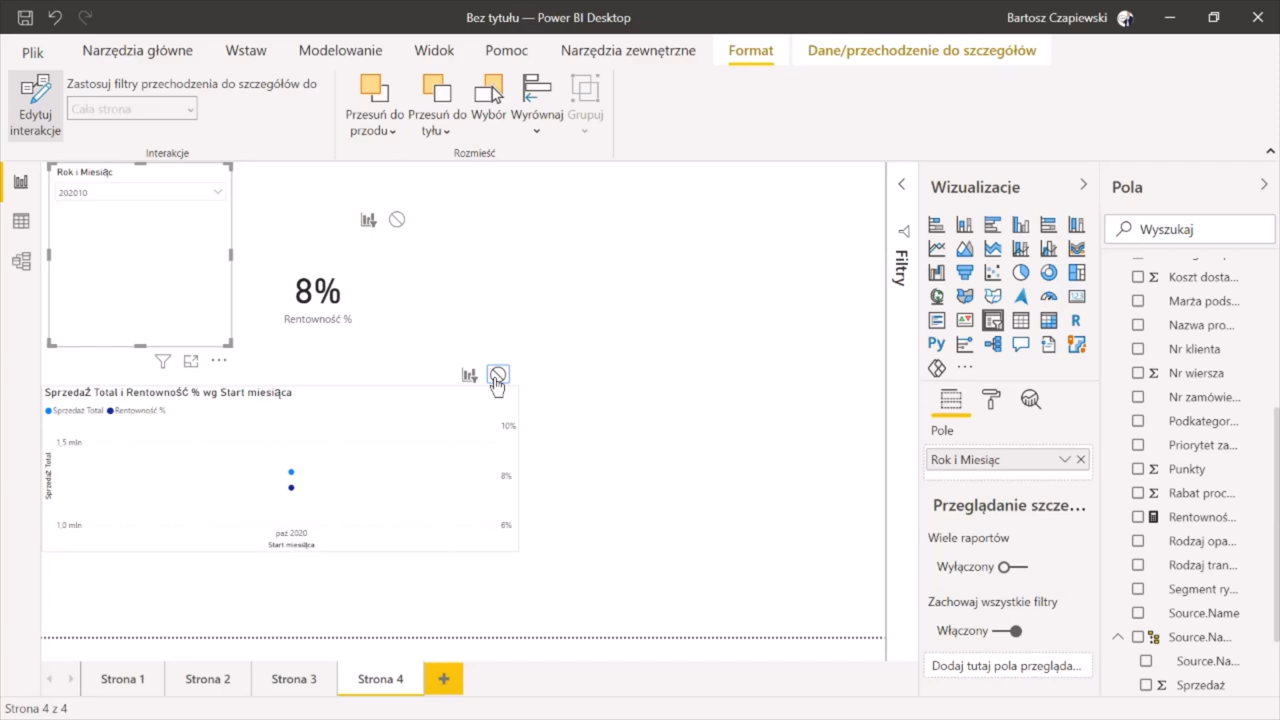 Bez tytułu — Power BI Desktop
Bartosz Czapiewski
Plik
Narzędzia główne
Wstaw
Modelowanie
Widok
Pomoc
Narzędzia zewnętrzne
Format
Dane/przechodzenie do szczegółów
Edytuj
interakcje
Zastosuj filtry przechodzenia do szczegółów do
Cała strona
Interakcje
Przesuń do
przodu
Przesuń do
tyłu
Wybór
Wyrównaj
Grupuj
Rozmieść
Rok i Miesiąc
202010
8%
Rentowność %
Sprzedaż Total i Rentowność % wg Start miesiąca
Sprzedaż Total
Rentowność %
1,5 mln
1,0 mln
Sprzedaż Total
10%
8%
6%
paź 2020
Start miesiąca
Filtry
Wizualizacje
R
Py
123
Pole
Rok i Miesiąc
Przeglądanie szcze...
Wiele raportów
Wyłączony
Zachowaj wszystkie filtry
Włączony
Dodaj tutaj pola przegląda...
Pola
Wyszukaj
Koszt dosta...
Marża pods...
Nazwa pro...
Nr klienta
Nr wiersza
Nr zamówie...
Podkategor...
Priorytet za...
Punkty
Rabat proc...
Rentownoś...
Rodzaj opa...
Rodzaj tran...
Segment ry...
Source.Name
Source.Na...
Source.Na...
Sprzedaż
Strona 1
Strona 2
Strona 3
Strona 4
Strona 4 z 4